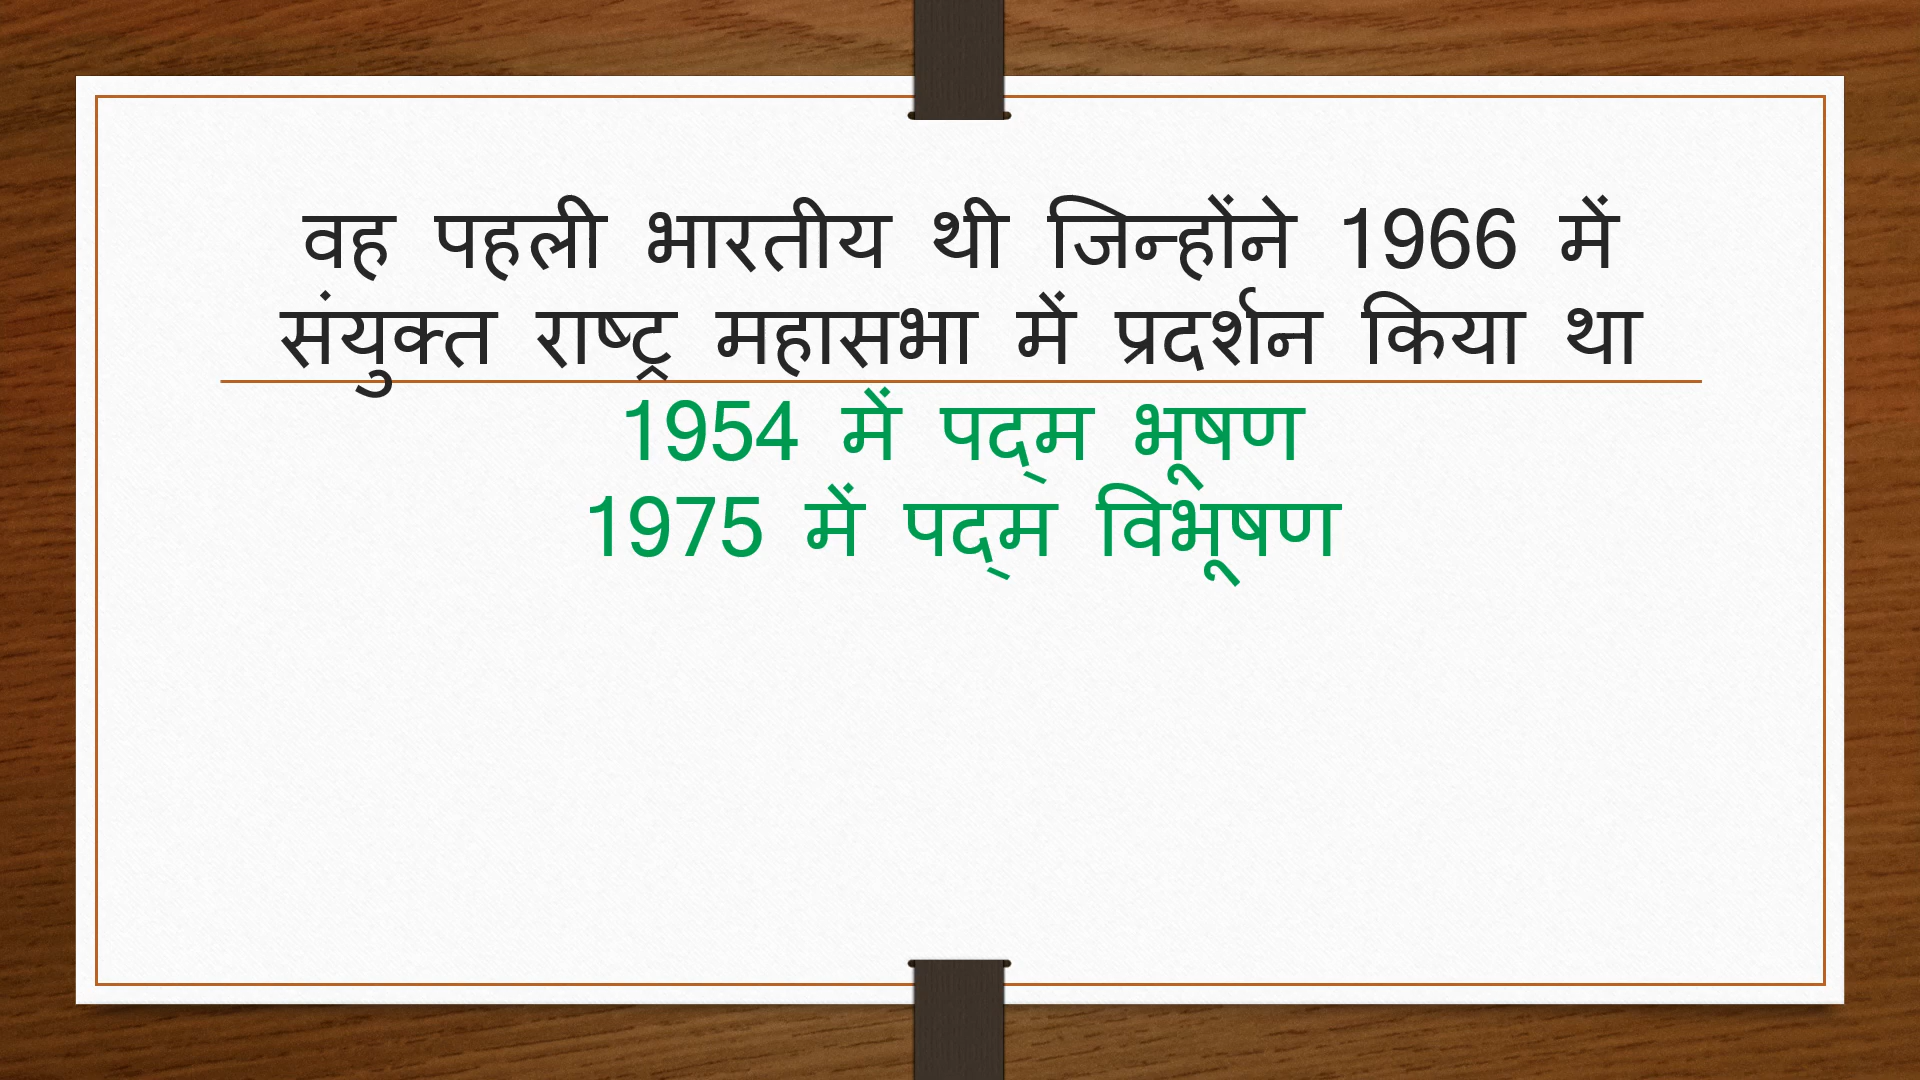 वह पहली भारतीय थी जिन्होंने 1966 में
संयुक्त राष्ट्र महासभा में प्रदर्शन किया था
1954 में पद्‌म भूषण
1975 में पद्‌म विभूषण